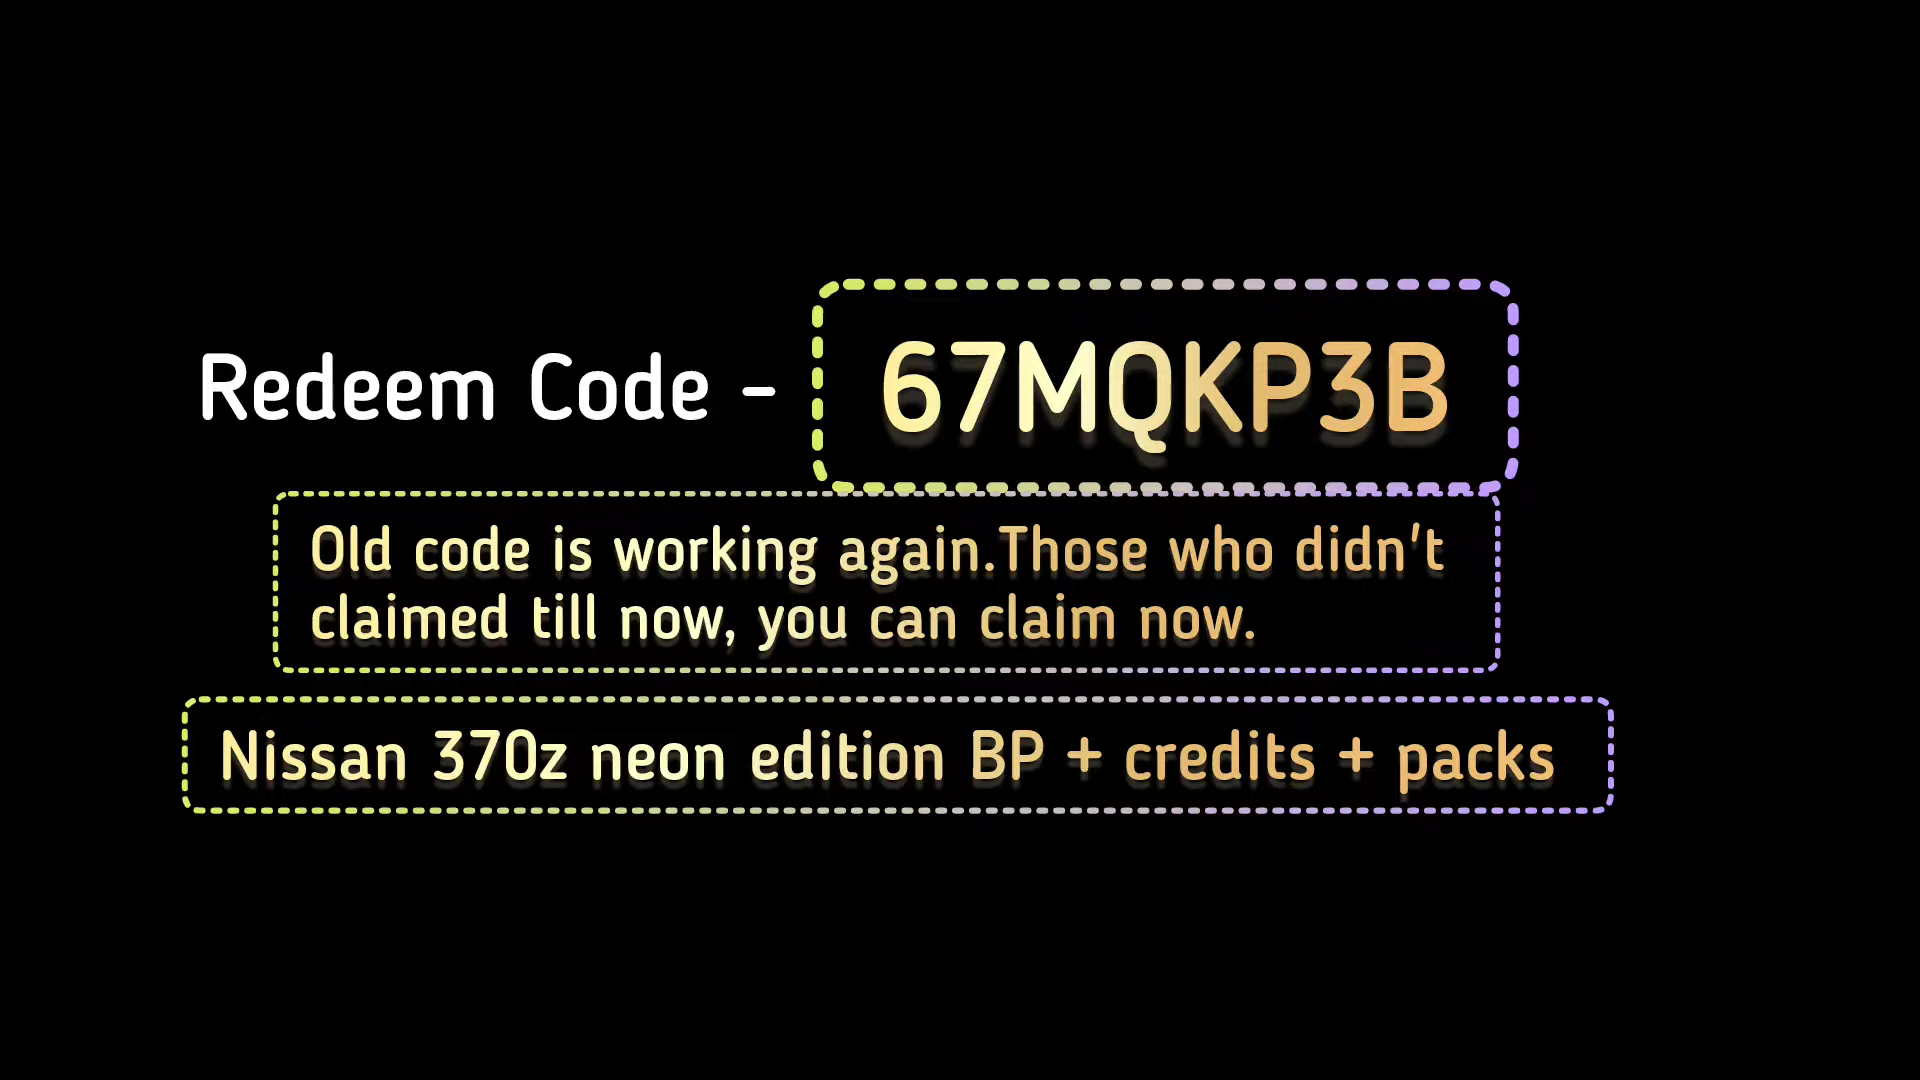 Redeem Code - 67MQKP3B
Old code is working again.Those who didn't
claimed till now, you can claim now.
Nissan 370z neon edition BP + credits + packs